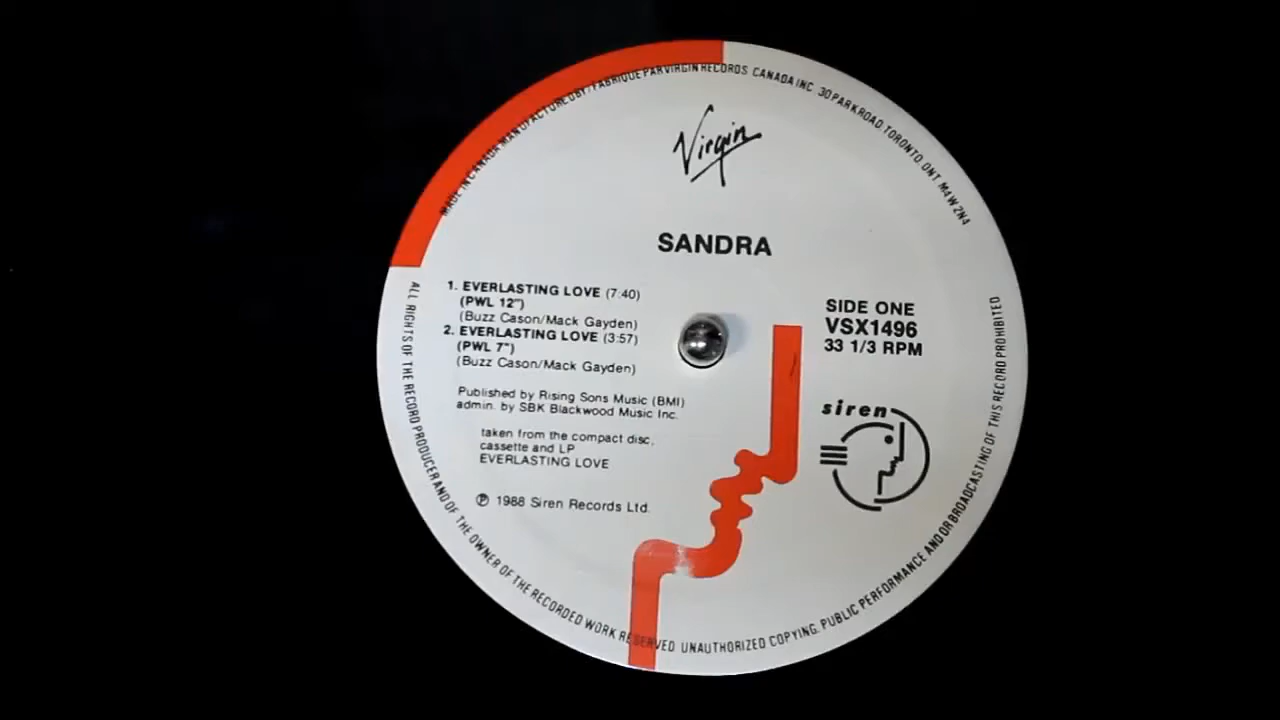 MADE IN CANADA MANUFACTURED BY / FABRIQUE PAR VIRGIN RECORDS CANADA INC. 30 PARK ROAD TORONTO. ONT. M4W 2N4
Virgin
SANDRA
1. EVERLASTING LOVE (7:40)
(PWL 12")
(Buzz Cason/Mack Gayden)
2. EVERLASTING LOVE (3:57)
(PWL 7")
(Buzz Cason/Mack Gayden)
Published by Rising Sons Music (BMI)
admin. by SBK Blackwood Music Inc.
taken from the compact disc,
cassette and LP
EVERLASTING LOVE
℗ 1988 Siren Records Ltd.
SIDE ONE
VSX1496
33 1/3 RPM
siren
ALL RIGHTS OF THE RECORD PRODUCER AND OF THE OWNER OF THE RECORDED WORK RESERVED. UNAUTHORIZED COPYING. PUBLIC PERFORMANCE AND/OR BROADCASTING OF THIS RECORD PROHIBITED